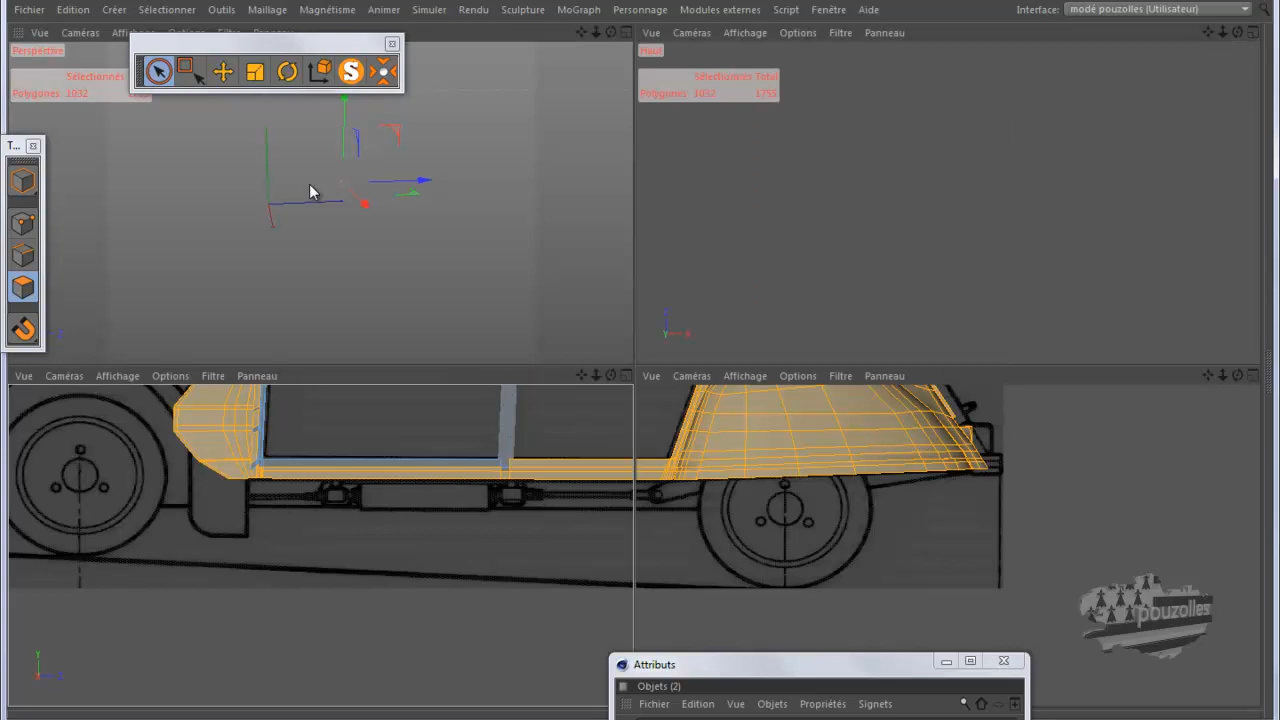 Fichier Edition Créer Sélectionner Outils Maillage Magnétisme Animer Simuler Rendu Sculpture MoGraph Personnage Modules externes Script Fenêtre Aide Interface: modé pouzolles (Utilisateur)
Vue Caméras
Vue Caméras Affichage Options Filtre Panneau
Perspective
Sélectionnés
Polygones: 1032
Haut
Sélectionnés Total
Polygones: 1032 1755
T...
S
Vue Caméras Affichage Options Filtre Panneau
Vue Caméras Affichage Options Filtre Panneau
pouzolles
Attributs
Objets (2)
Fichier Edition Vue Objets Propriétés Signets